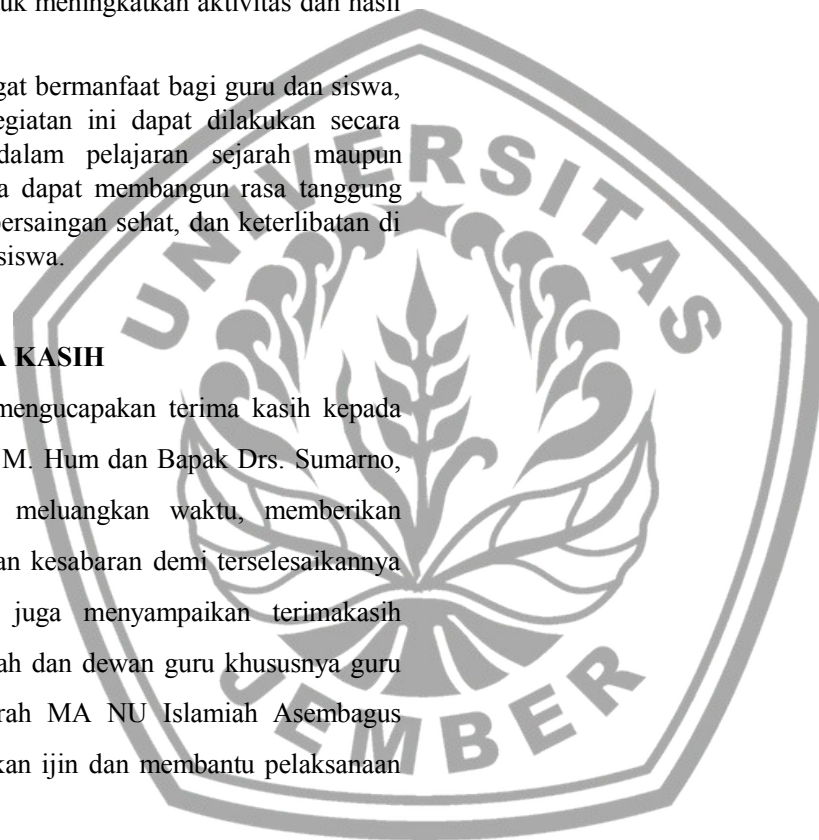 uk meningkatkan aktivitas dan hasil
gat bermanfaat bagi guru dan siswa,
egiatan ini dapat dilakukan secara
dalam pelajaran sejarah maupun
a dapat membangun rasa tanggung
persaingan sehat, dan keterlibatan di
siswa.
A KASIH
mengucapakan terima kasih kepada
M. Hum dan Bapak Drs. Sumarno,
meluangkan waktu, memberikan
an kesabaran demi terselesaikannya
juga menyampaikan terimakasih
ah dan dewan guru khususnya guru
rah MA NU Islamiah Asembagus
kan ijin dan membantu pelaksanaan
UNIVERSITAS
JEMBER